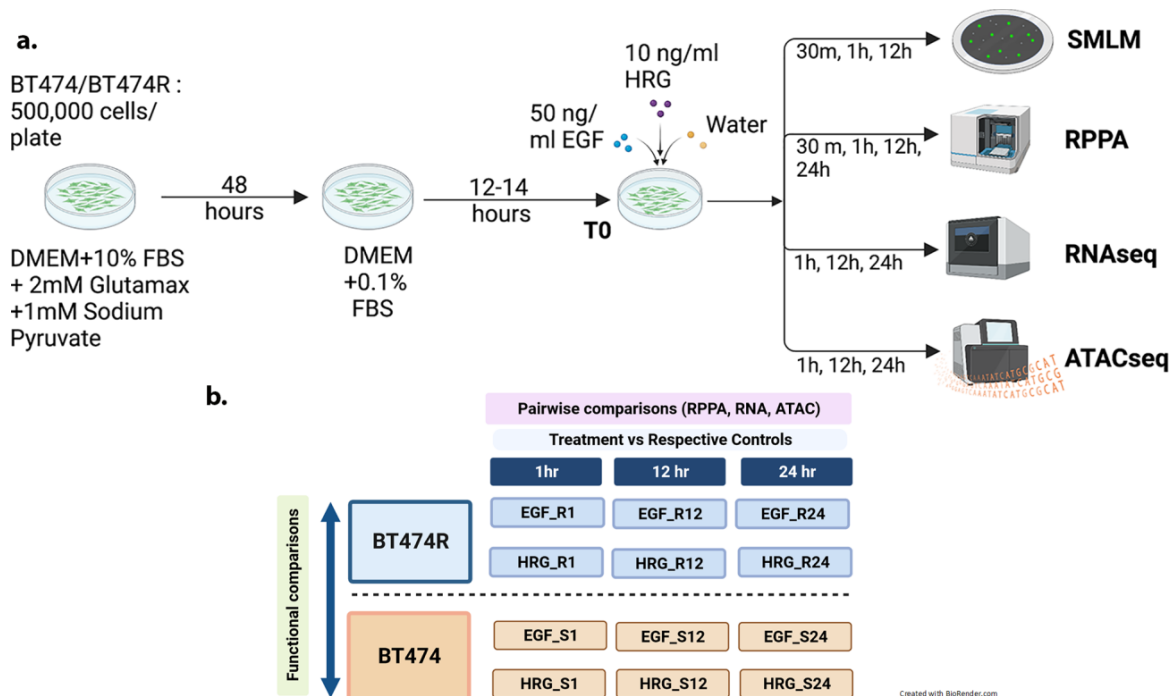 a.
BT474/BT474R :
500,000 cells/
plate
48
hours
DMEM+10% FBS
+ 2mM Glutamax
+1mM Sodium
Pyruvate
12-14
hours
DMEM
+0.1%
FBS
10 ng/ml
HRG
50 ng/
ml EGF
Water
T0
30m, 1h, 12h
SMLM
30 m, 1h, 12h,
24h
RPPA
1h, 12h, 24h
RNAseq
1h, 12h, 24h
ATACseq
b.
Pairwise comparisons (RPPA, RNA, ATAC)
Treatment vs Respective Controls
1hr 12 hr 24 hr
Functional comparisons
BT474R
EGF_R1 EGF_R12 EGF_R24
HRG_R1 HRG_R12 HRG_R24
BT474
EGF_S1 EGF_S12 EGF_S24
HRG_S1 HRG_S12 HRG_S24
Created with BioRender.com